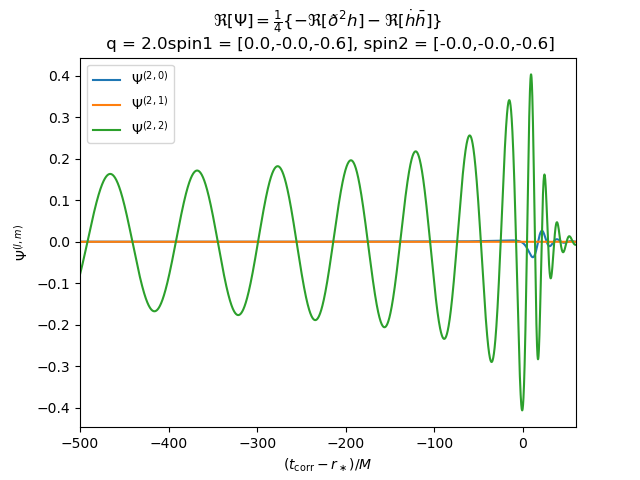 ℜ[Ψ] = 1/4{−ℜ[ð²h] − ℜ[ḣh̄]}
q = 2.0spin1 = [0.0,-0.0,-0.6], spin2 = [-0.0,-0.0,-0.6]
Ψ^(2,0)
Ψ^(2,1)
Ψ^(2,2)
Ψ^(l,m)
0.4
0.3
0.2
0.1
0.0
−0.1
−0.2
−0.3
−0.4
−500
−400
−300
−200
−100
0
(t_corr − r_*)/M